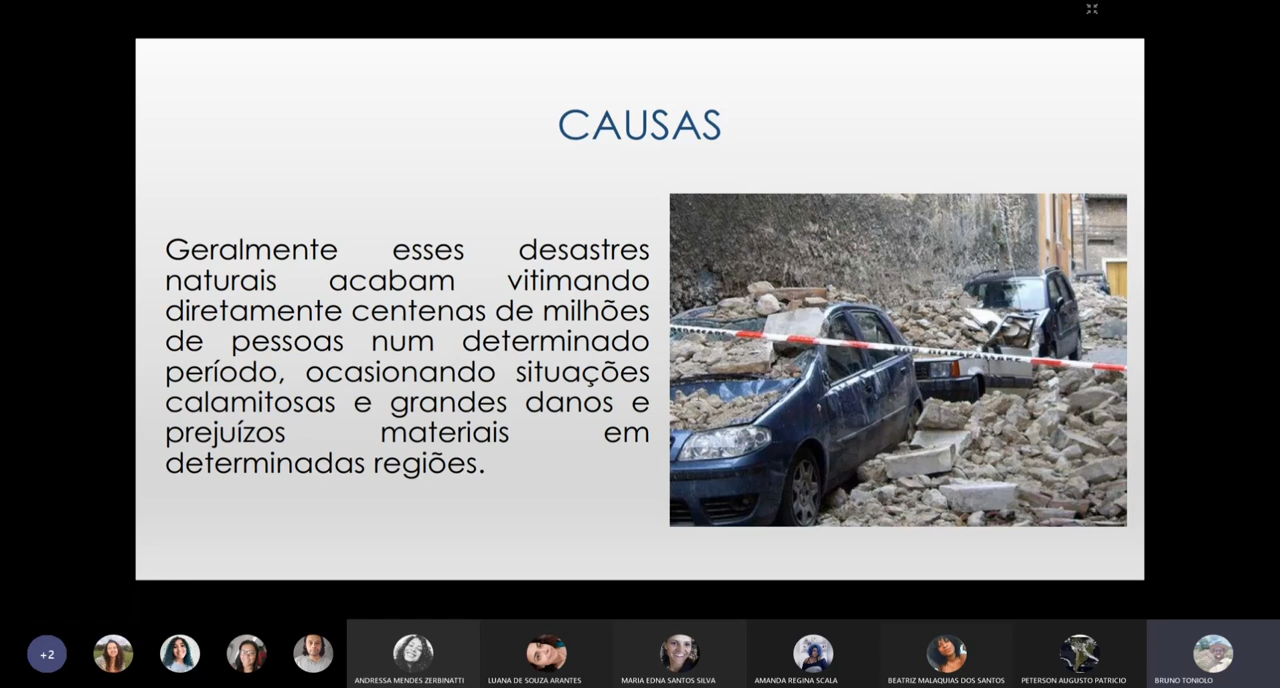 CAUSAS
Geralmente esses desastres
naturais acabam vitimando
diretamente centenas de milhões
de pessoas num determinado
período, ocasionando situações
calamitosas e grandes danos e
prejuízos materiais em
determinadas regiões.
+2
ANDRESSA MENDES ZERBINATTI
LUANA DE SOUZA ARANTES
MARIA EDNA SANTOS SILVA
AMANDA REGINA SCALA
BEATRIZ MALAQUIAS DOS SANTOS
PETERSON AUGUSTO PATRICIO
BRUNO TONIOLO